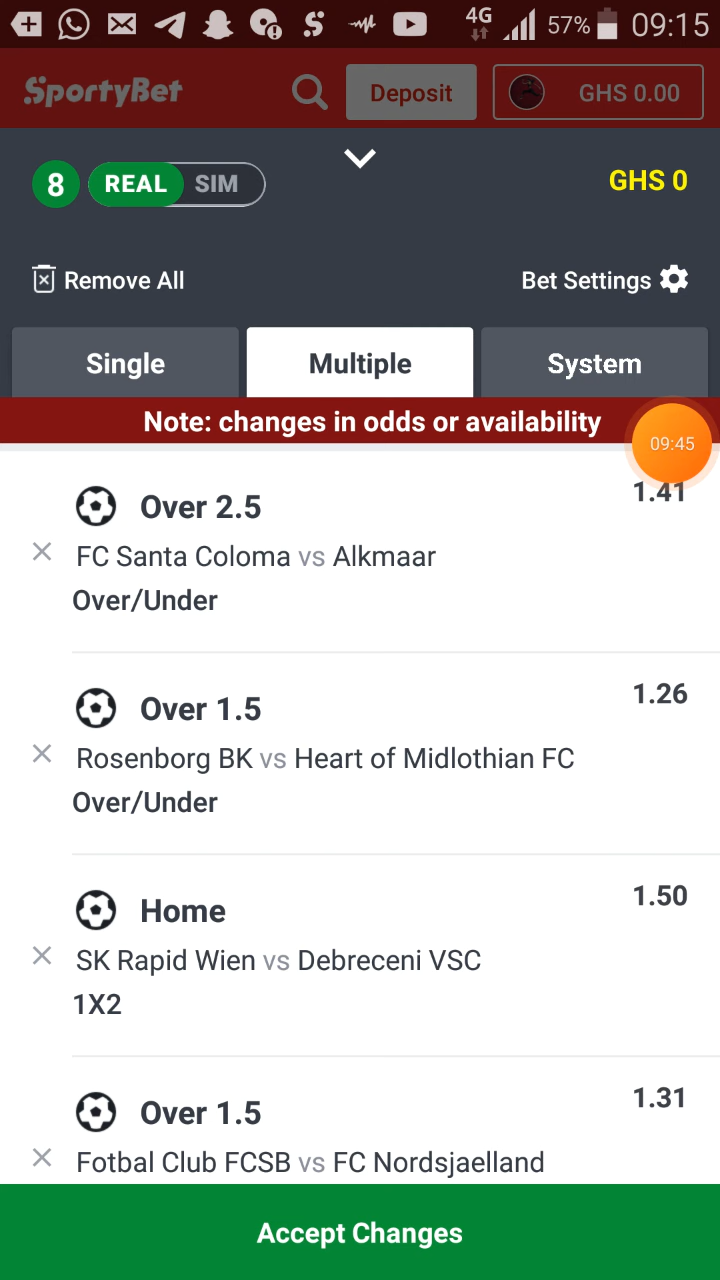 4G 57% 09:15
SportyBet Deposit GHS 0.00
8 REAL SIM GHS 0
Remove All Bet Settings
Single Multiple System
Note: changes in odds or availability
09:45
Over 2.5 1.41
FC Santa Coloma vs Alkmaar
Over/Under
Over 1.5 1.26
Rosenborg BK vs Heart of Midlothian FC
Over/Under
Home 1.50
SK Rapid Wien vs Debreceni VSC
1X2
Over 1.5 1.31
Fotbal Club FCSB vs FC Nordsjaelland
Accept Changes